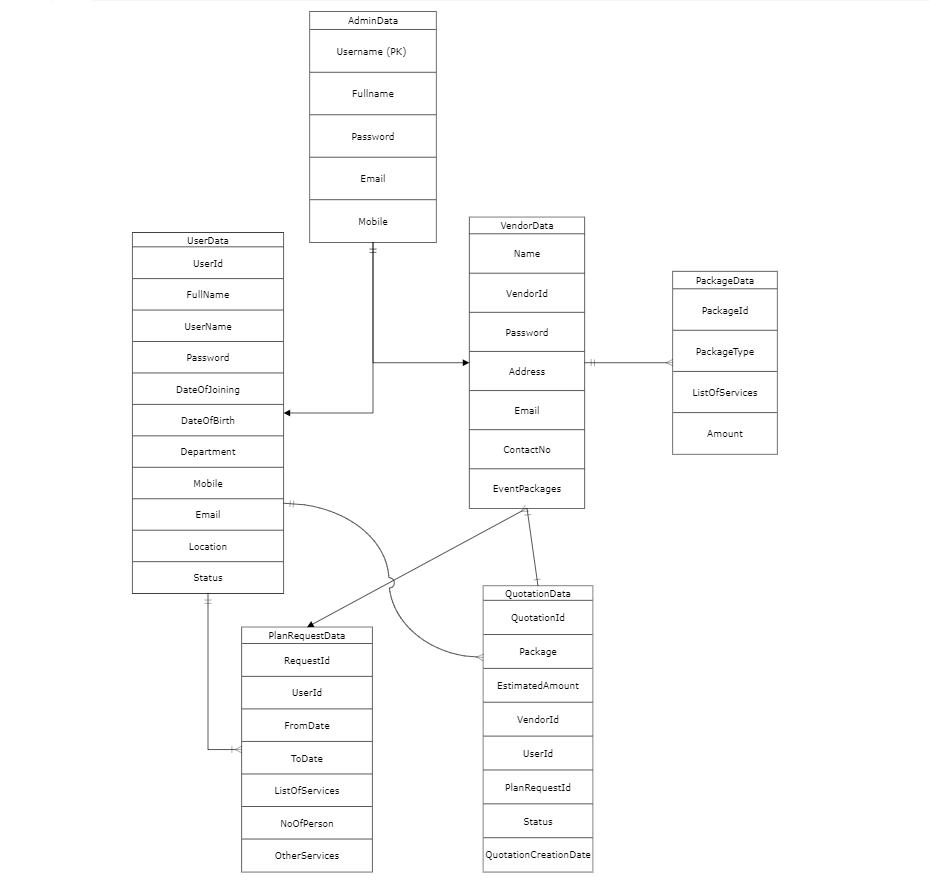 AdminData
Username (PK)
Fullname
Password
Email
Mobile
UserData
UserId
FullName
UserName
Password
DateOfJoining
DateOfBirth
Department
Mobile
Email
Location
Status
VendorData
Name
VendorId
Password
Address
Email
ContactNo
EventPackages
PackageData
PackageId
PackageType
ListOfServices
Amount
PlanRequestData
RequestId
UserId
FromDate
ToDate
ListOfServices
NoOfPerson
OtherServices
QuotationData
QuotationId
Package
EstimatedAmount
VendorId
UserId
PlanRequestId
Status
QuotationCreationDate